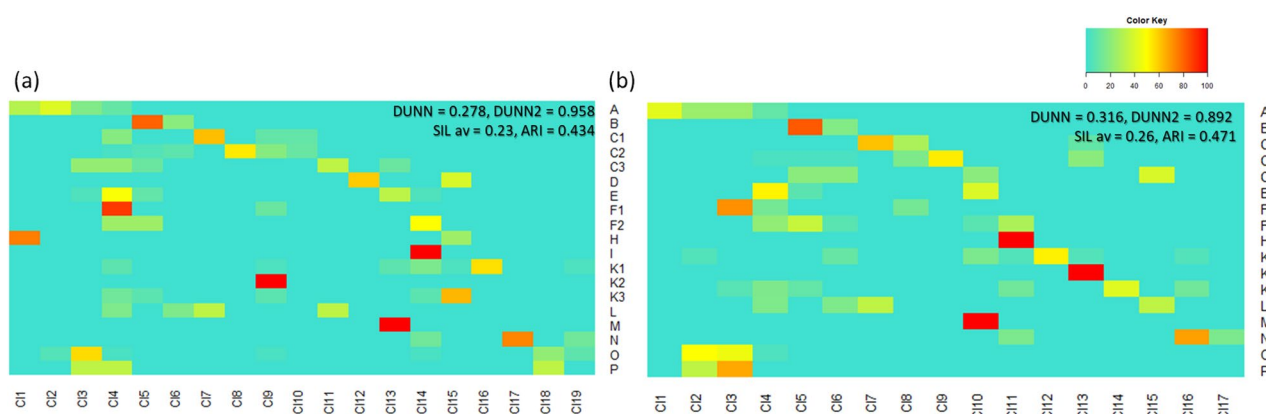 Color Key
0 20 40 60 80 100
(a)
DUNN = 0.278, DUNN2 = 0.958
SIL av = 0.23, ARI = 0.434
A
B
C1
C2
C3
D
E
F1
F2
H
I
K1
K2
K3
L
M
N
O
P
Cl1 Cl2 Cl3 Cl4 Cl5 Cl6 Cl7 Cl8 Cl9 Cl10 Cl11 Cl12 Cl13 Cl14 Cl15 Cl16 Cl17 Cl18 Cl19
(b)
DUNN = 0.316, DUNN2 = 0.892
SIL av = 0.26, ARI = 0.471
Cl1 Cl2 Cl3 Cl4 Cl5 Cl6 Cl7 Cl8 Cl9 Cl10 Cl11 Cl12 Cl13 Cl14 Cl15 Cl16 Cl17